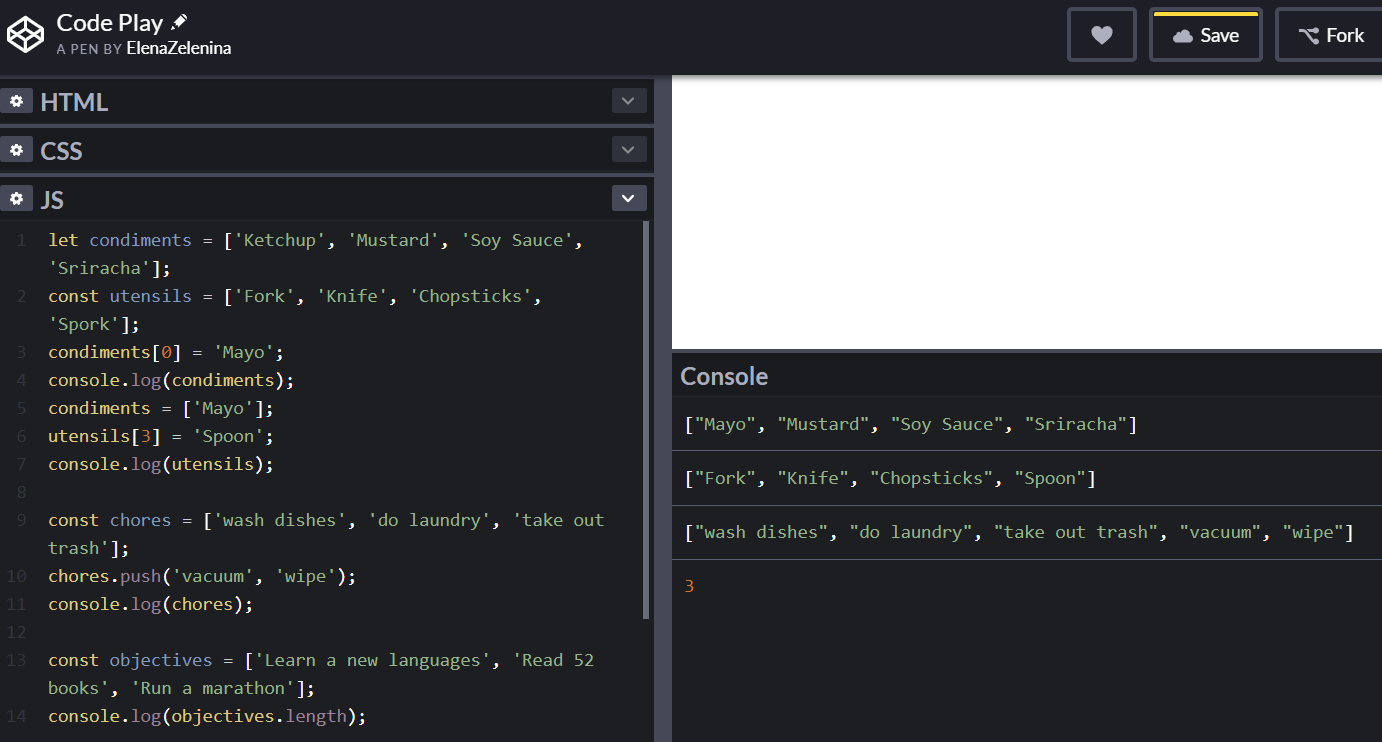 Code Play
A PEN BY ElenaZelenina
Save
Fork
HTML
CSS
JS
1 let condiments = ['Ketchup', 'Mustard', 'Soy Sauce',
'Sriracha'];
2 const utensils = ['Fork', 'Knife', 'Chopsticks',
'Spork'];
3 condiments[0] = 'Mayo';
4 console.log(condiments);
5 condiments = ['Mayo'];
6 utensils[3] = 'Spoon';
7 console.log(utensils);
8
9 const chores = ['wash dishes', 'do laundry', 'take out
trash'];
10 chores.push('vacuum', 'wipe');
11 console.log(chores);
12
13 const objectives = ['Learn a new languages', 'Read 52
books', 'Run a marathon'];
14 console.log(objectives.length);
Console
["Mayo", "Mustard", "Soy Sauce", "Sriracha"]
["Fork", "Knife", "Chopsticks", "Spoon"]
["wash dishes", "do laundry", "take out trash", "vacuum", "wipe"]
3